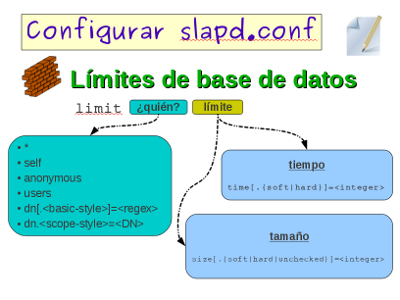 Configurar slapd.conf
Límites de base de datos
limit ¿quién? límite
• *
• self
• anonymous
• users
• dn[.<basic-style>]=<regex>
• dn.<scope-style>=<DN>
tiempo
time[.{soft|hard}]=<integer>
tamaño
size[.{soft|hard|unchecked}]=<integer>